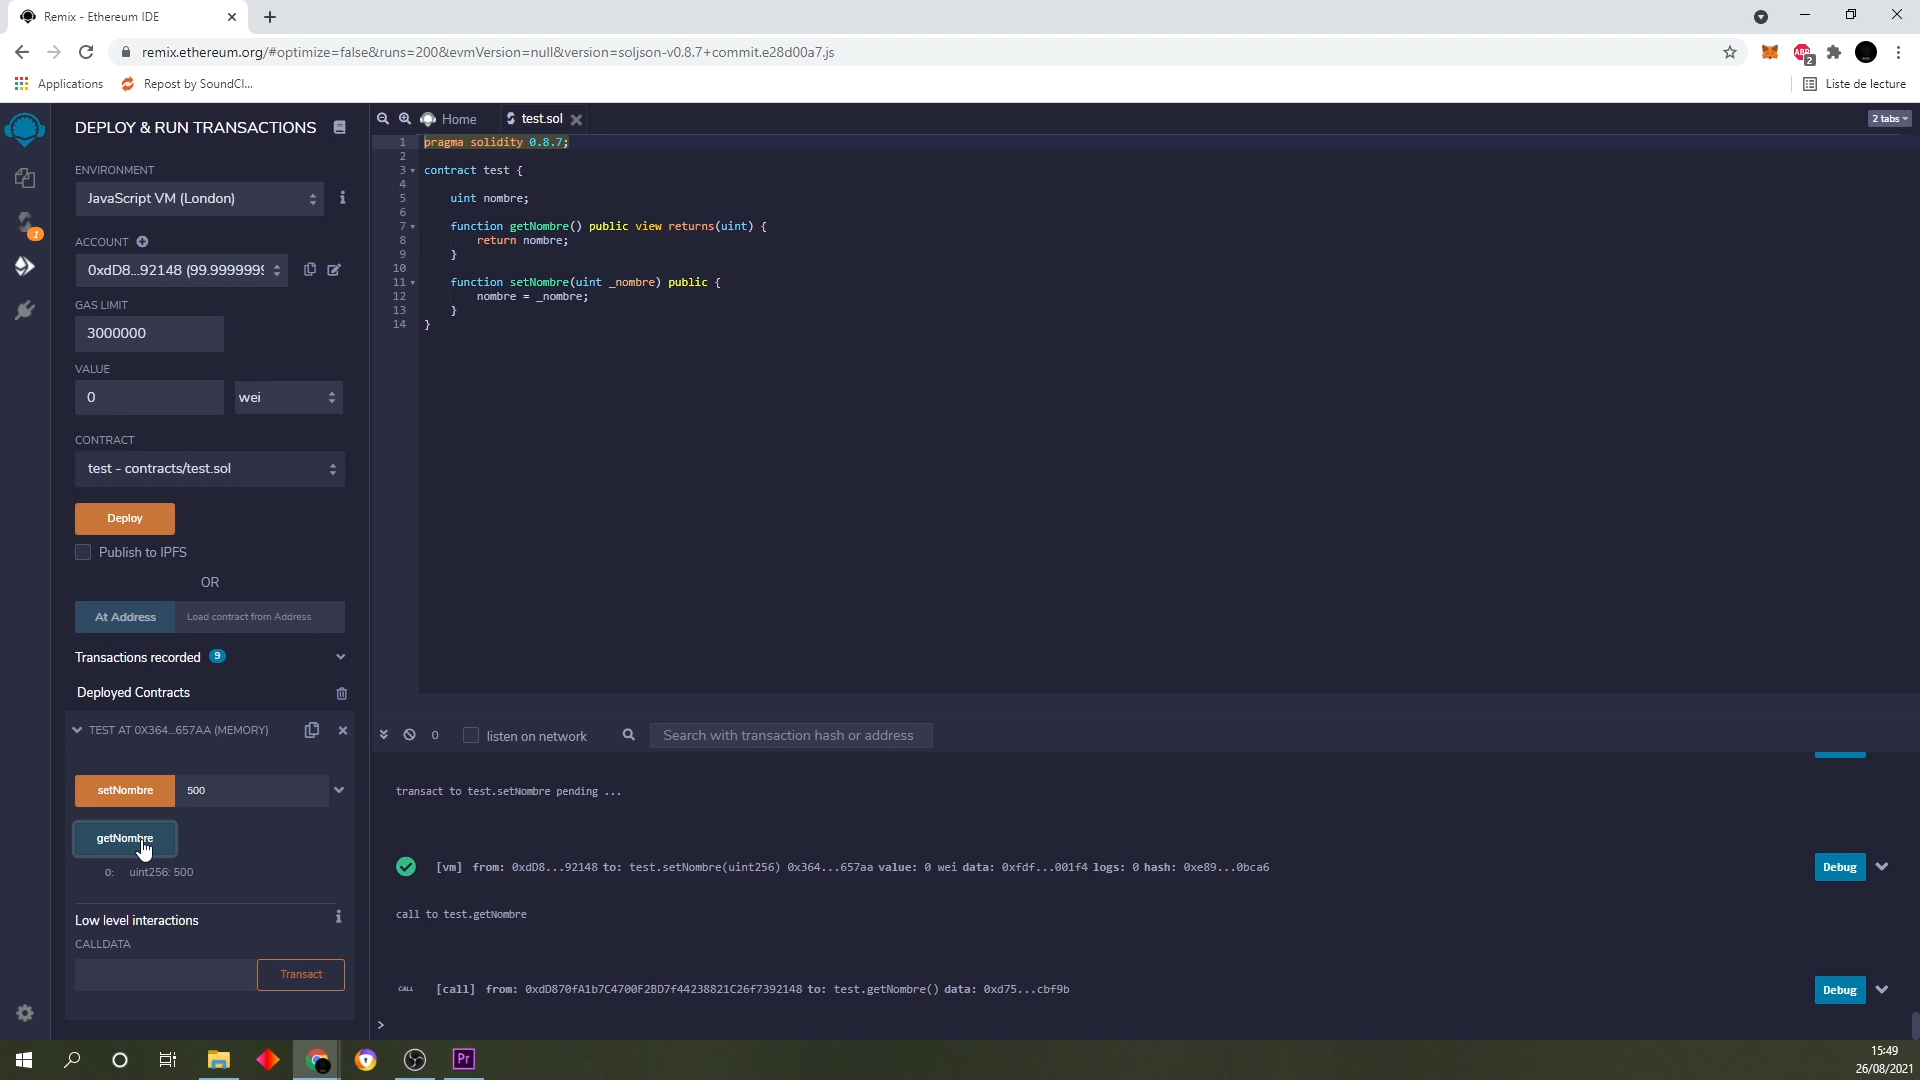 Remix - Ethereum IDE
remix.ethereum.org/#optimize=false&runs=200&evmVersion=null&version=soljson-v0.8.7+commit.e28d00a7.js
ABP
2
Applications
Repost by SoundCl...
Liste de lecture
DEPLOY & RUN TRANSACTIONS
ENVIRONMENT
JavaScript VM (London)
i
1
ACCOUNT
0xdD8...92148 (99.9999999
GAS LIMIT
3000000
VALUE
0
wei
CONTRACT
test - contracts/test.sol
Deploy
Publish to IPFS
OR
At Address
Load contract from Address
Transactions recorded 9
Deployed Contracts
TEST AT 0X364...657AA (MEMORY)
setNombre
500
getNombre
0: uint256: 500
Low level interactions
i
CALLDATA
Transact
Home
test.sol
2 tabs
1 pragma solidity 0.8.7;
2
3 contract test {
4
5 uint nombre;
6
7 function getNombre() public view returns(uint) {
8 return nombre;
9 }
10
11 function setNombre(uint _nombre) public {
12 nombre = _nombre;
13 }
14 }
0
listen on network
Search with transaction hash or address
transact to test.setNombre pending ...
[vm] from: 0xdD8...92148 to: test.setNombre(uint256) 0x364...657aa value: 0 wei data: 0xfdf...001f4 logs: 0 hash: 0xe89...0bca6
Debug
call to test.getNombre
CALL [call] from: 0xdD870fA1b7C4700F2BD7f44238821C26f7392148 to: test.getNombre() data: 0xd75...cbf9b
Debug
>
Pr
15:49
26/08/2021